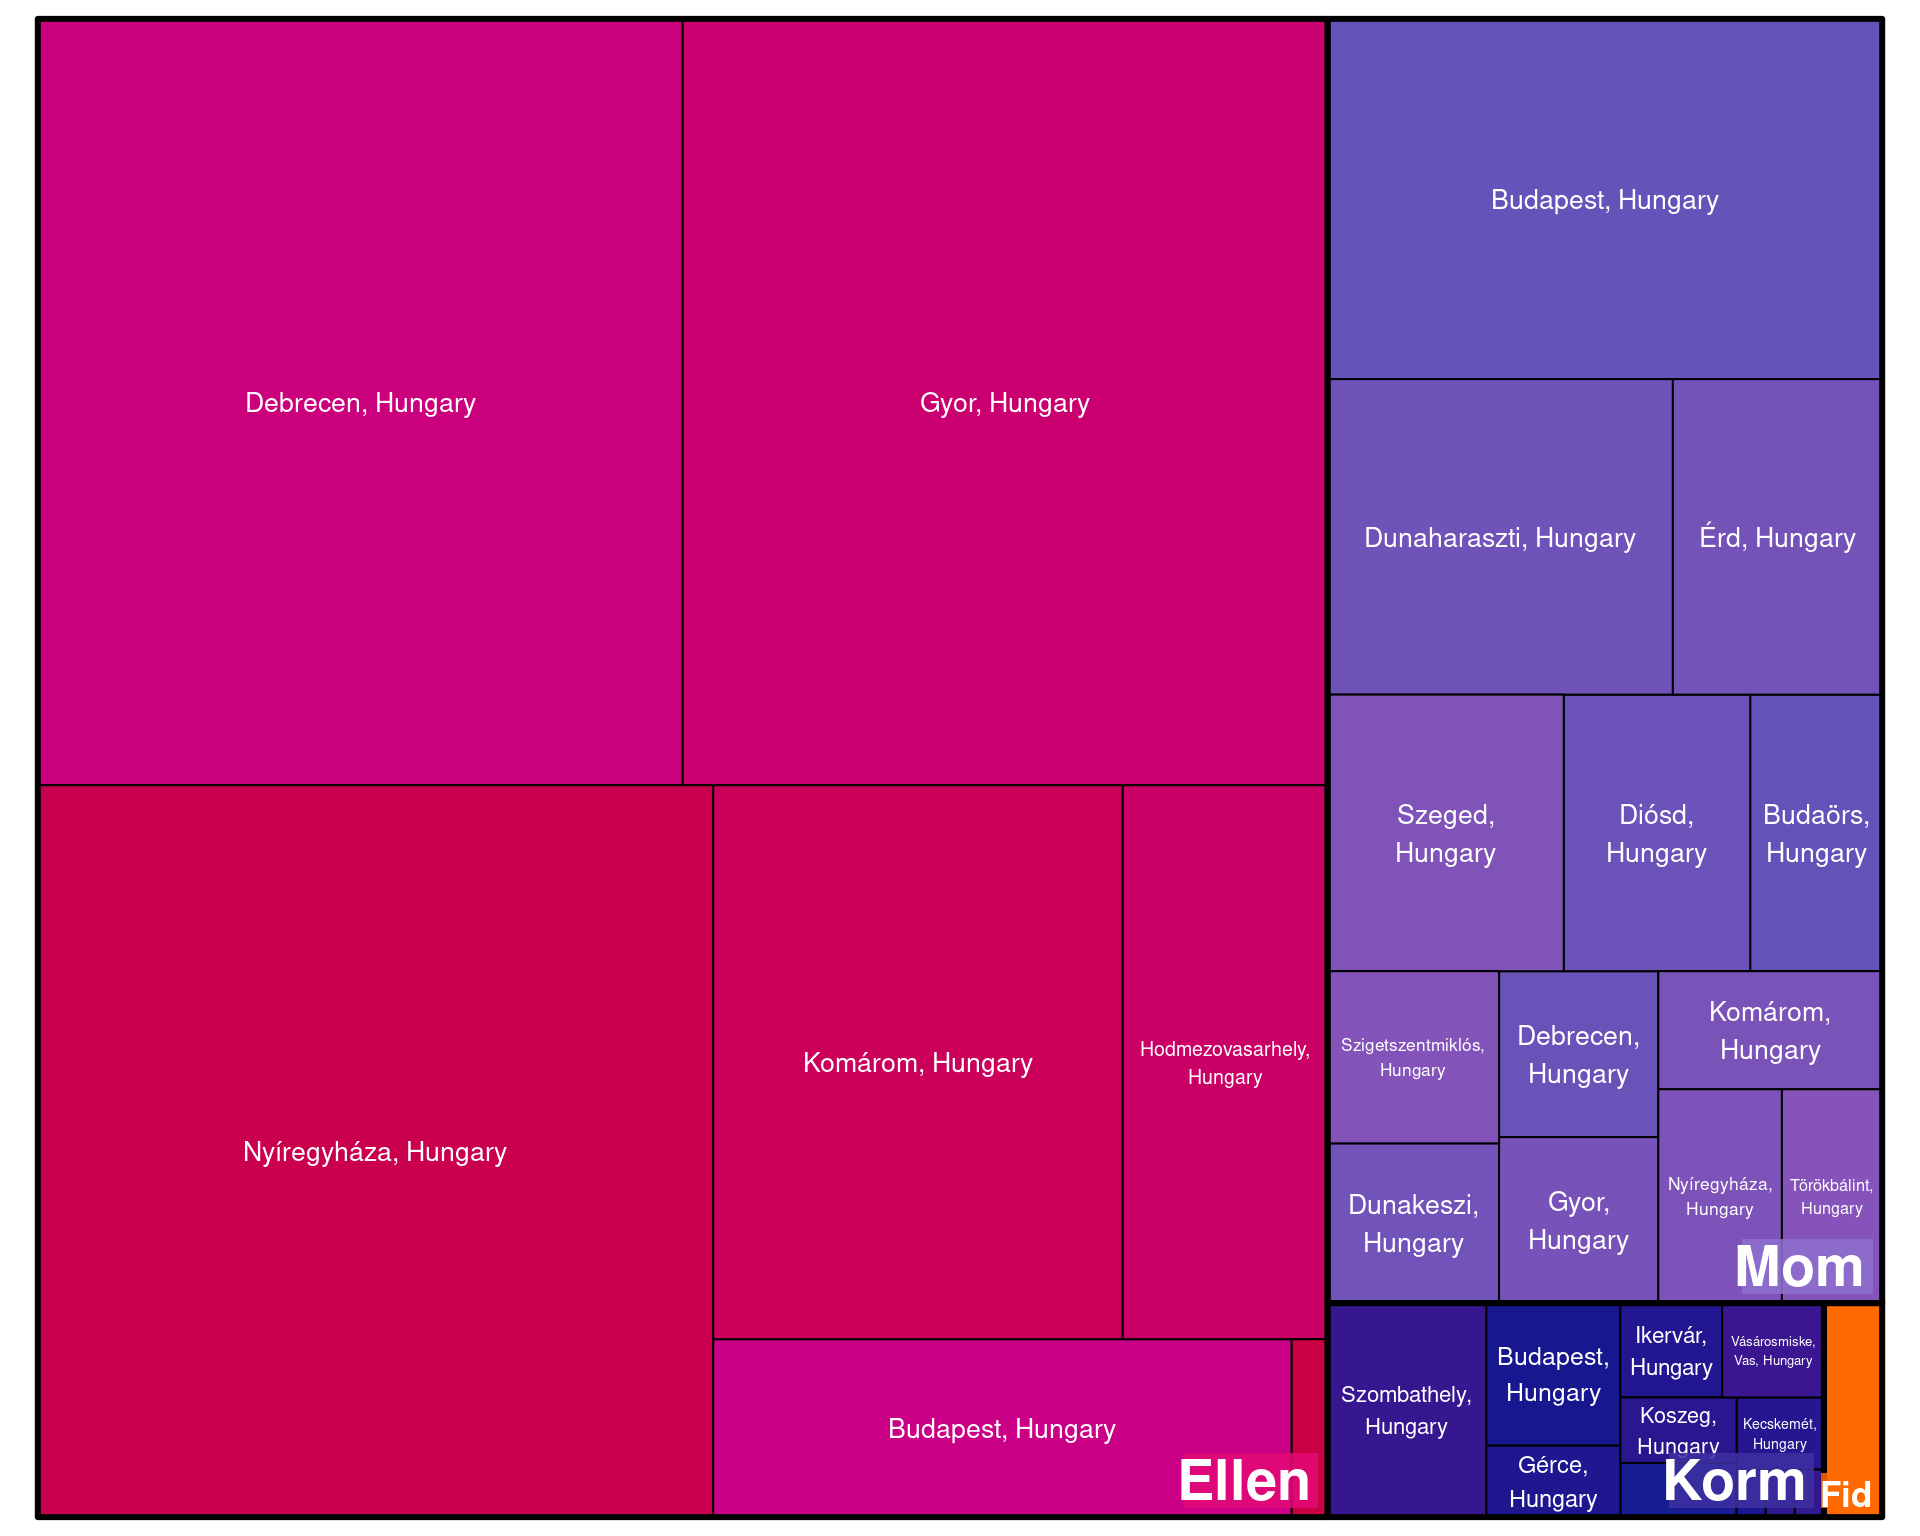 Debrecen, Hungary
Gyor, Hungary
Nyíregyháza, Hungary
Komárom, Hungary
Hodmezovasarhely,
Hungary
Budapest, Hungary
Ellen
Budapest, Hungary
Dunaharaszti, Hungary
Érd, Hungary
Szeged,
Hungary
Diósd,
Hungary
Budaörs,
Hungary
Szigetszentmiklós,
Hungary
Debrecen,
Hungary
Komárom,
Hungary
Dunakeszi,
Hungary
Gyor,
Hungary
Nyíregyháza,
Hungary
Törökbálint,
Hungary
Mom
Szombathely,
Hungary
Budapest,
Hungary
Gérce,
Hungary
Ikervár,
Hungary
Vásárosmiske,
Vas, Hungary
Koszeg,
Hungary
Kecskemét,
Hungary
Korm
Fid